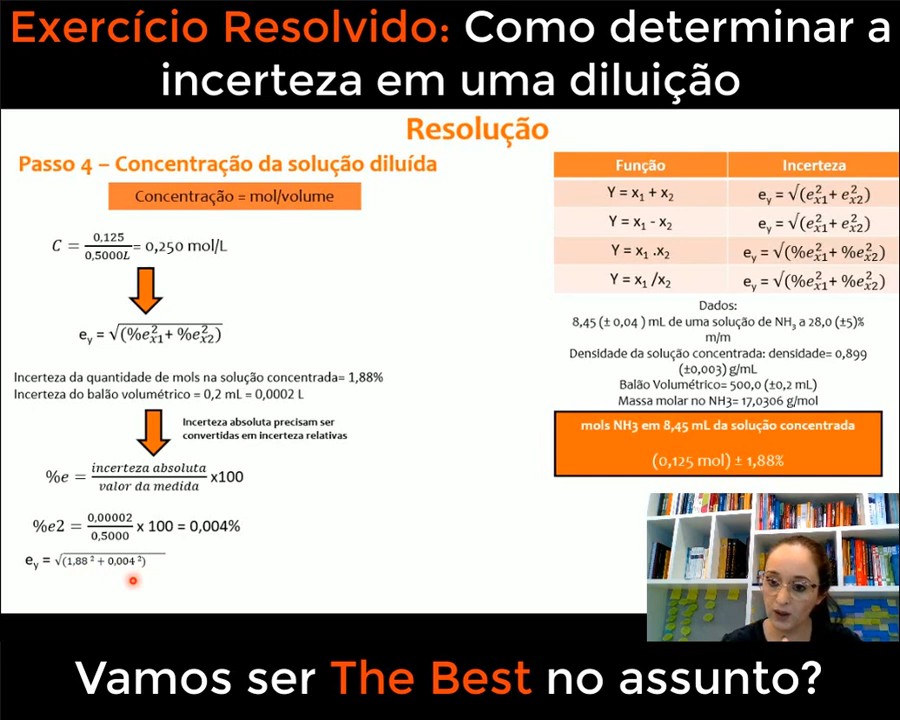 Exercício Resolvido: Como determinar a
incerteza em uma diluição
Resolução
Passo 4 – Concentração da solução diluída
Concentração = mol/volume
C = 0,125/0,5000L = 0,250 mol/L
e_y = √(%e²_x1 + %e²_x2)
Incerteza da quantidade de mols na solução concentrada= 1,88%
Incerteza do balão volumétrico = 0,2 mL = 0,0002 L
Incerteza absoluta precisam ser
convertidas em incerteza relativas
%e = incerteza absoluta/valor da medida x100
%e2 = 0,00002/0,5000 x 100 = 0,004%
e_y = √(1,88² + 0,004²)
Função Incerteza
Y = x₁ + x₂ e_y = √(e²_x1 + e²_x2)
Y = x₁ - x₂ e_y = √(e²_x1 + e²_x2)
Y = x₁ .x₂ e_y = √(%e²_x1 + %e²_x2)
Y = x₁ /x₂ e_y = √(%e²_x1 + %e²_x2)
Dados:
8,45 (± 0,04 ) mL de uma solução de NH₃ a 28,0 (±5)%
m/m
Densidade da solução concentrada: densidade= 0,899
(±0,003) g/mL
Balão Volumétrico= 500,0 (±0,2 mL)
Massa molar no NH3= 17,0306 g/mol
mols NH3 em 8,45 mL da solução concentrada
(0,125 mol) ± 1,88%
Vamos ser The Best no assunto?